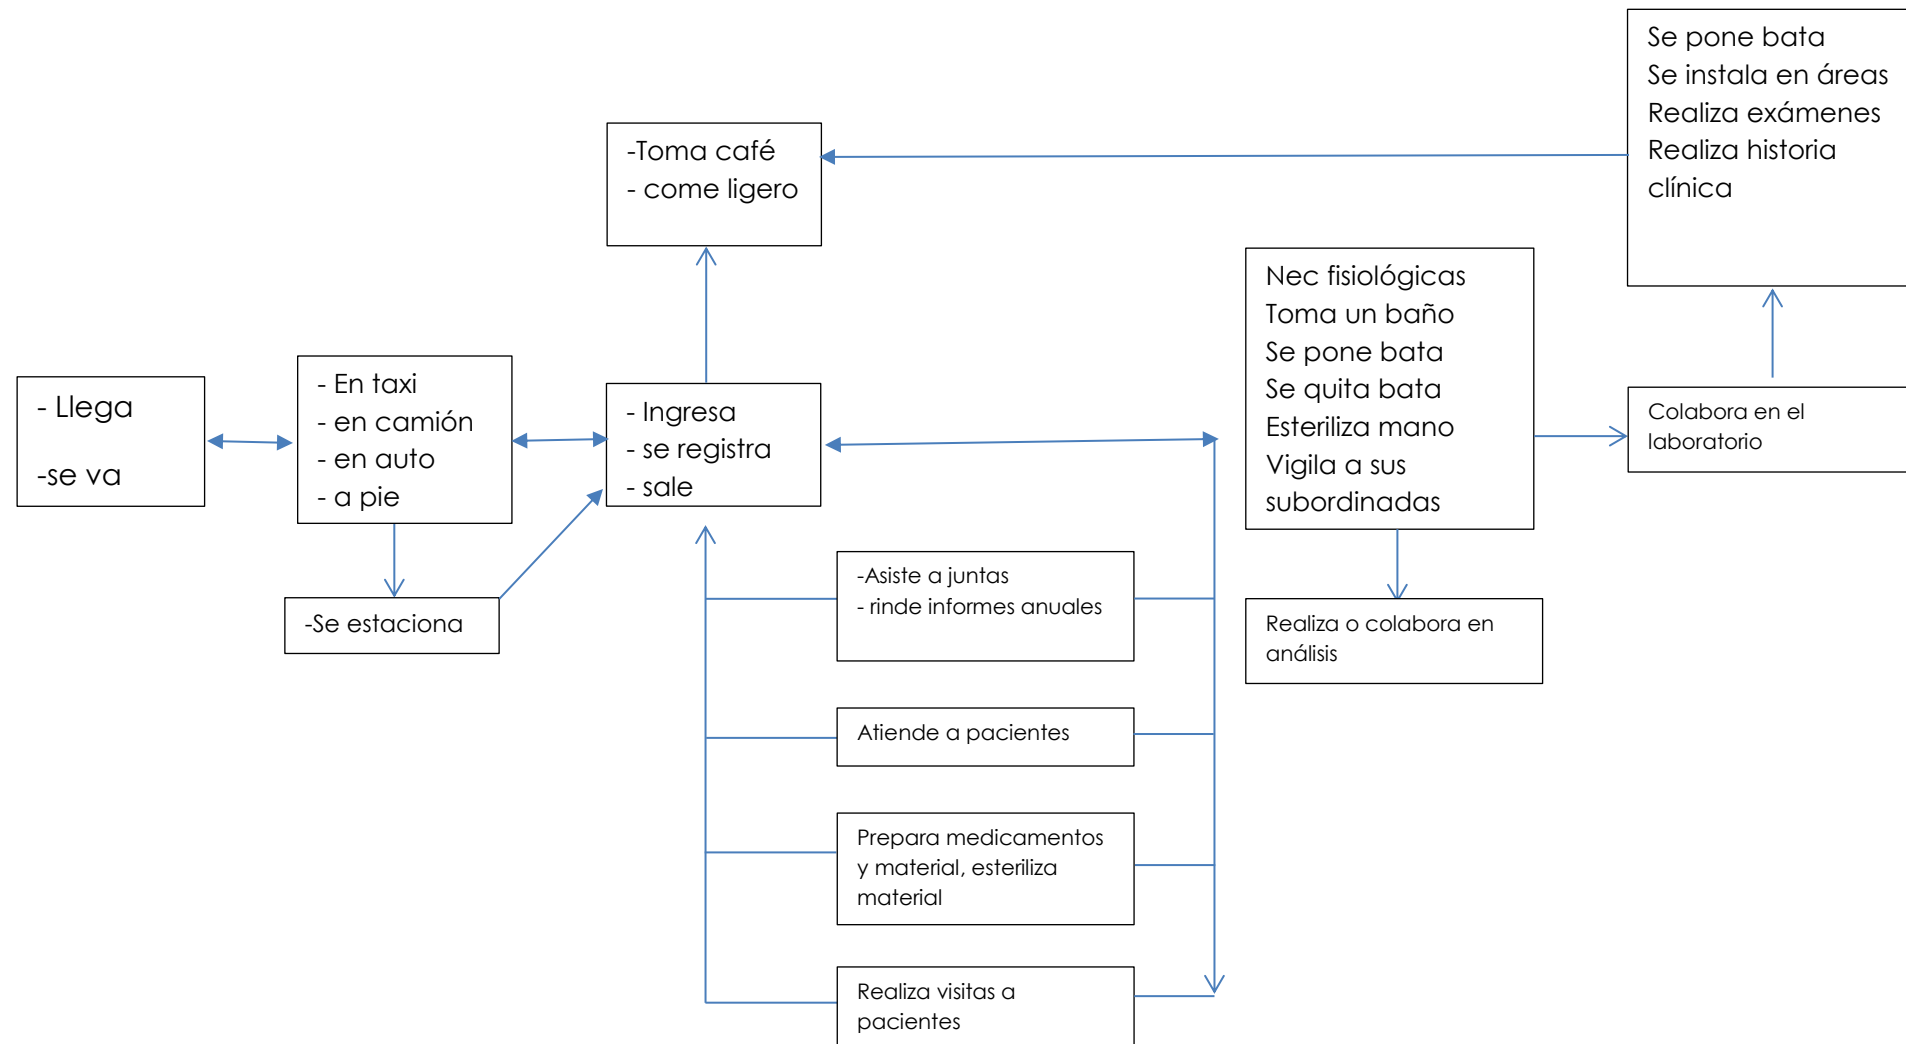 - Llega
-se va
- En taxi
- en camión
- en auto
- a pie
-Se estaciona
-Toma café
- come ligero
- Ingresa
- se registra
- sale
-Asiste a juntas
- rinde informes anuales
Atiende a pacientes
Prepara medicamentos
y material, esteriliza
material
Realiza visitas a
pacientes
Nec fisiológicas
Toma un baño
Se pone bata
Se quita bata
Esteriliza mano
Vigila a sus
subordinadas
Realiza o colabora en
análisis
Colabora en el
laboratorio
Se pone bata
Se instala en áreas
Realiza exámenes
Realiza historia
clínica